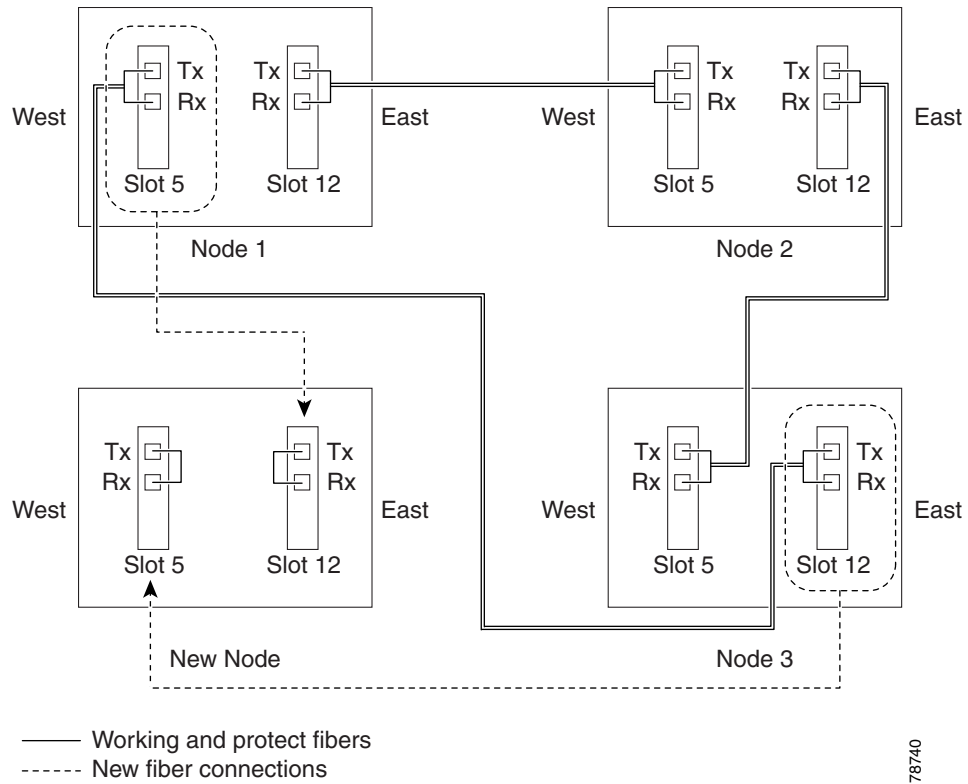 Tx Tx Tx Tx
Rx Rx Rx Rx
West East West East
Slot 5 Slot 12 Slot 5 Slot 12
Node 1 Node 2
Tx Tx Tx Tx
Rx Rx Rx Rx
West East West East
Slot 5 Slot 12 Slot 5 Slot 12
New Node Node 3
Working and protect fibers
New fiber connections
78740